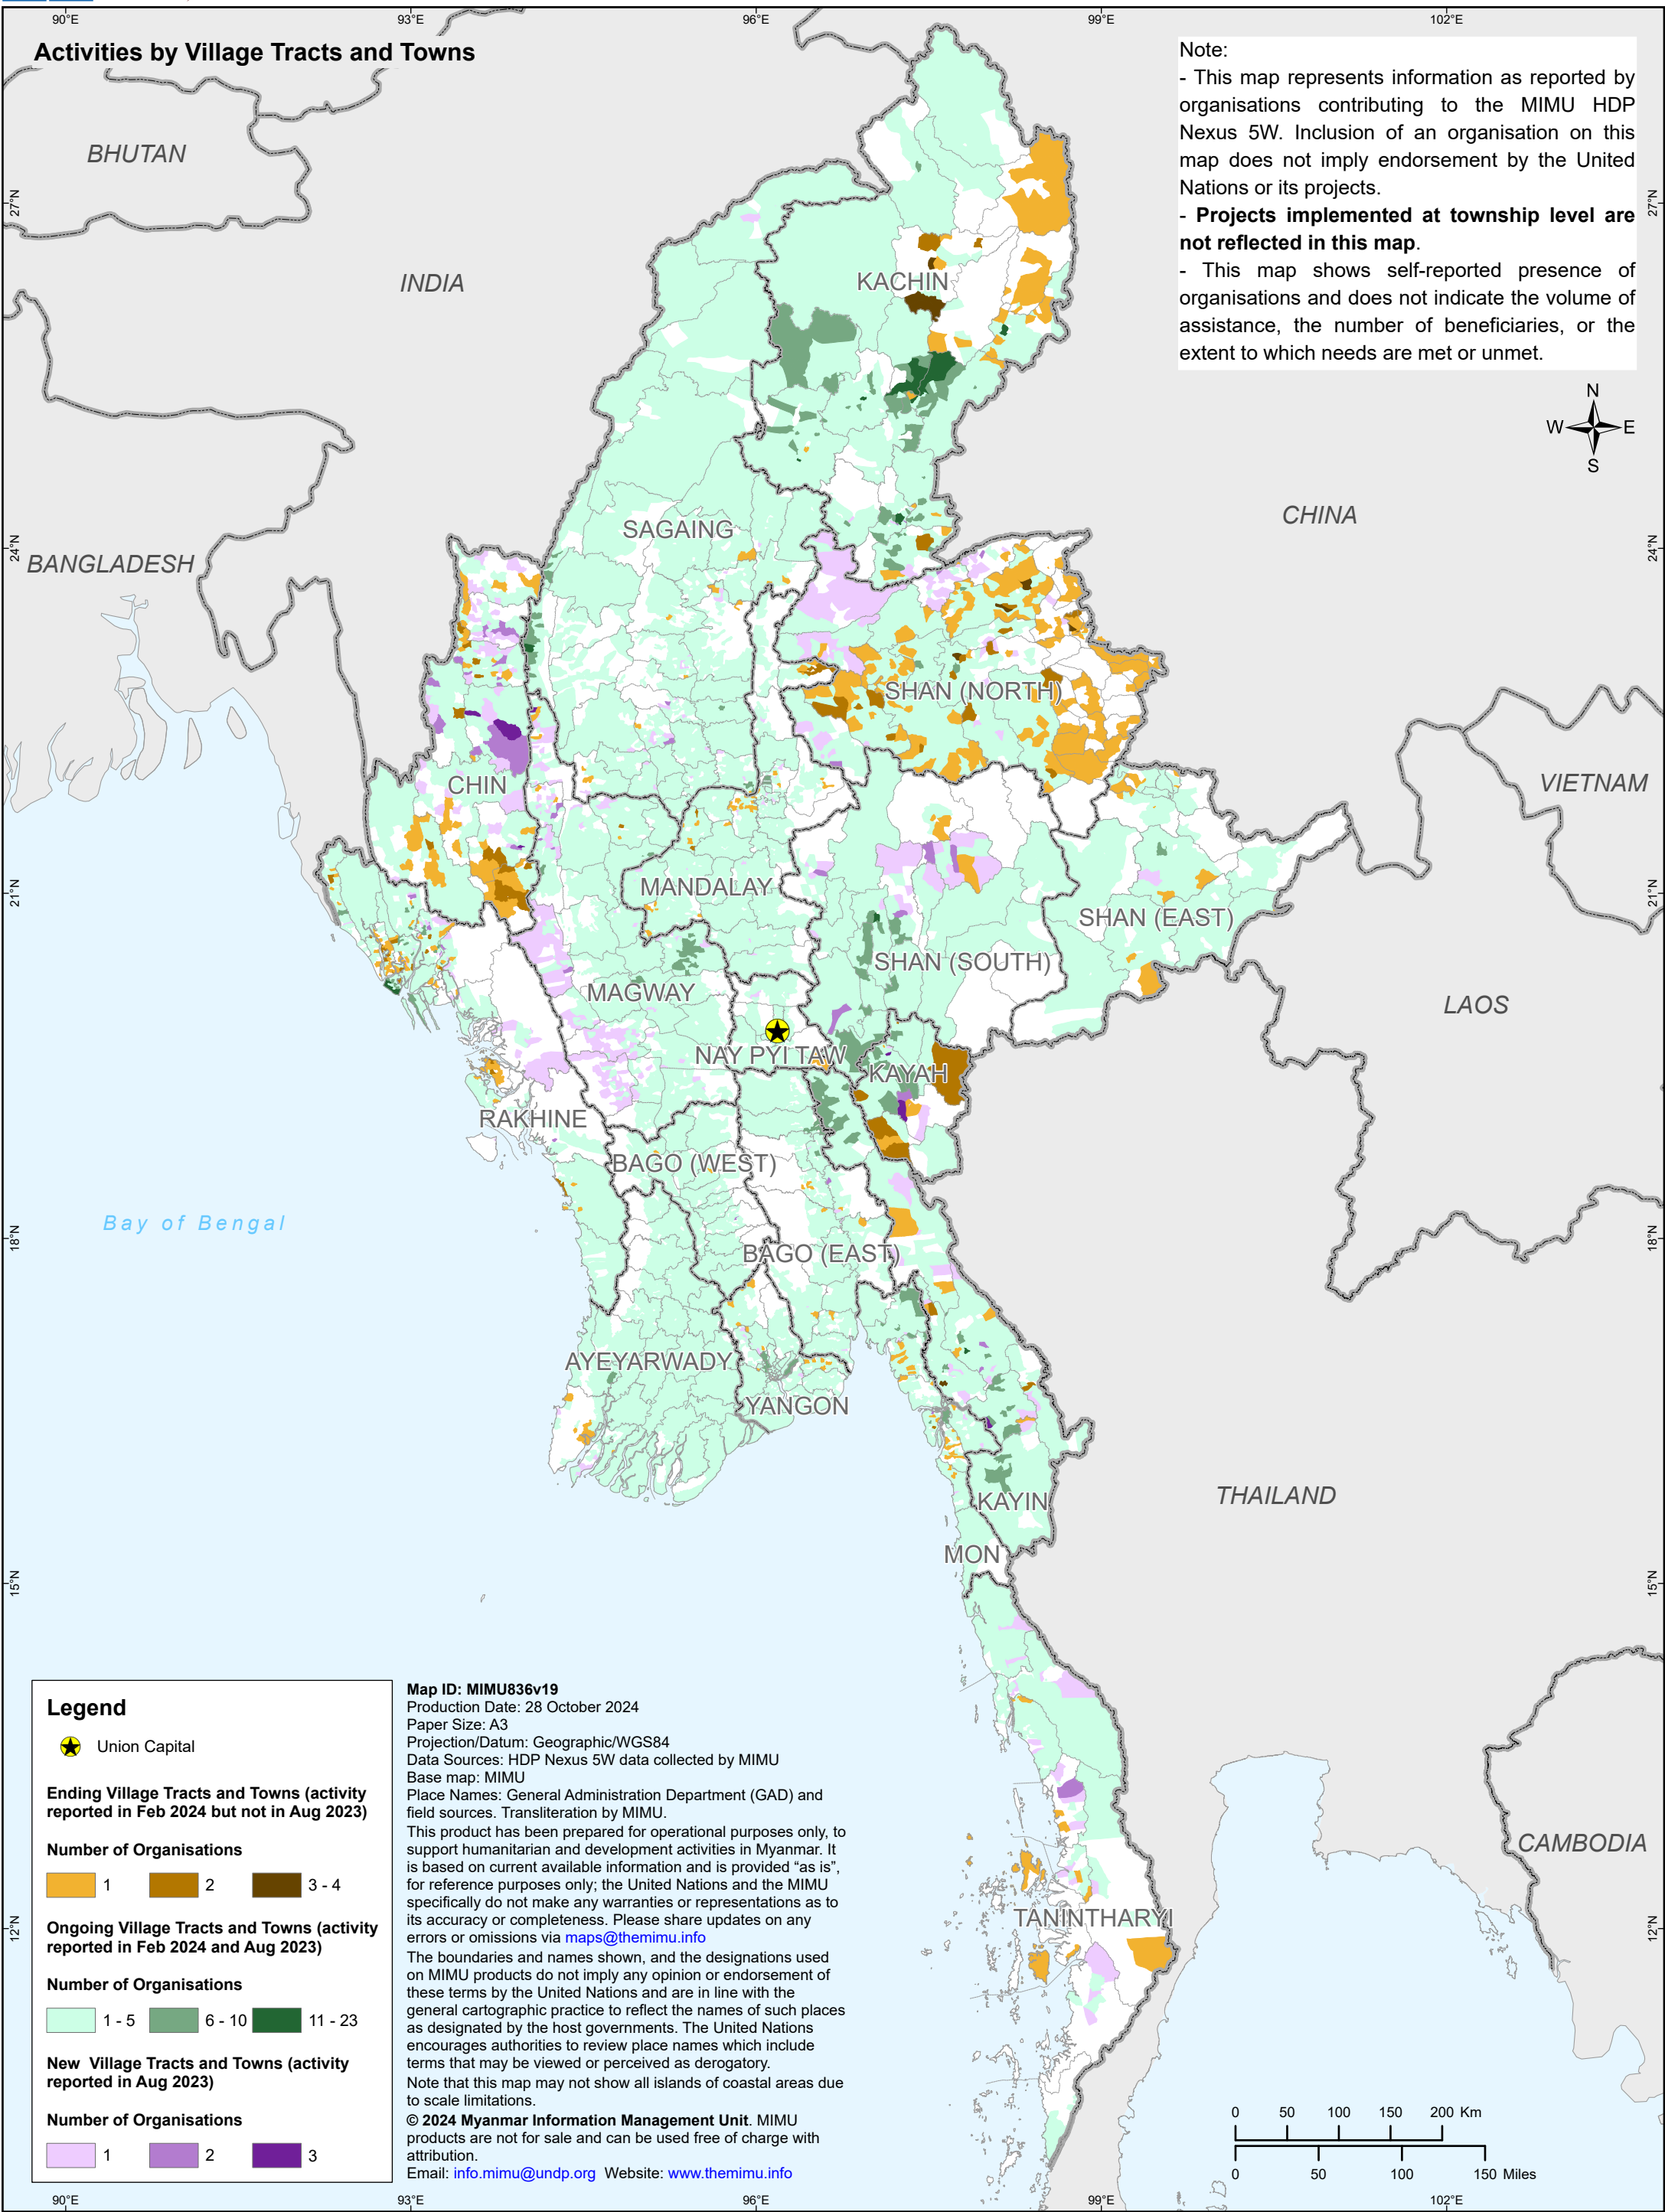 90°E
93°E
96°E
99°E
102°E
Activities by Village Tracts and Towns
Note:
- This map represents information as reported by
organisations contributing to the MIMU HDP
Nexus 5W. Inclusion of an organisation on this
map does not imply endorsement by the United
Nations or its projects.
- Projects implemented at township level are
not reflected in this map.
- This map shows self-reported presence of
organisations and does not indicate the volume of
assistance, the number of beneficiaries, or the
extent to which needs are met or unmet.
BHUTAN
27°N
27°N
INDIA
KACHIN
N
W E
S
CHINA
SAGAING
24°N
24°N
BANGLADESH
SHAN (NORTH)
CHIN
VIETNAM
MANDALAY
21°N
21°N
SHAN (EAST)
SHAN (SOUTH)
MAGWAY
LAOS
NAY PYI TAW
KAYAH
RAKHINE
BAGO (WEST)
Bay of Bengal
18°N
18°N
BAGO (EAST)
AYEYARWADY
YANGON
THAILAND
KAYIN
MON
15°N
15°N
CAMBODIA
TANINTHARYI
12°N
12°N
Legend
Union Capital
Ending Village Tracts and Towns (activity
reported in Feb 2024 but not in Aug 2023)
Number of Organisations
1 2 3 - 4
Ongoing Village Tracts and Towns (activity
reported in Feb 2024 and Aug 2023)
Number of Organisations
1 - 5 6 - 10 11 - 23
New Village Tracts and Towns (activity
reported in Aug 2023)
Number of Organisations
1 2 3
Map ID: MIMU836v19
Production Date: 28 October 2024
Paper Size: A3
Projection/Datum: Geographic/WGS84
Data Sources: HDP Nexus 5W data collected by MIMU
Base map: MIMU
Place Names: General Administration Department (GAD) and
field sources. Transliteration by MIMU.
This product has been prepared for operational purposes only, to
support humanitarian and development activities in Myanmar. It
is based on current available information and is provided “as is”,
for reference purposes only; the United Nations and the MIMU
specifically do not make any warranties or representations as to
its accuracy or completeness. Please share updates on any
errors or omissions via maps@themimu.info
The boundaries and names shown, and the designations used
on MIMU products do not imply any opinion or endorsement of
these terms by the United Nations and are in line with the
general cartographic practice to reflect the names of such places
as designated by the host governments. The United Nations
encourages authorities to review place names which include
terms that may be viewed or perceived as derogatory.
Note that this map may not show all islands of coastal areas due
to scale limitations.
© 2024 Myanmar Information Management Unit. MIMU
products are not for sale and can be used free of charge with
attribution.
Email: info.mimu@undp.org Website: www.themimu.info
0 50 100 150 200 Km
0 50 100 150 Miles
90°E
93°E
96°E
99°E
102°E